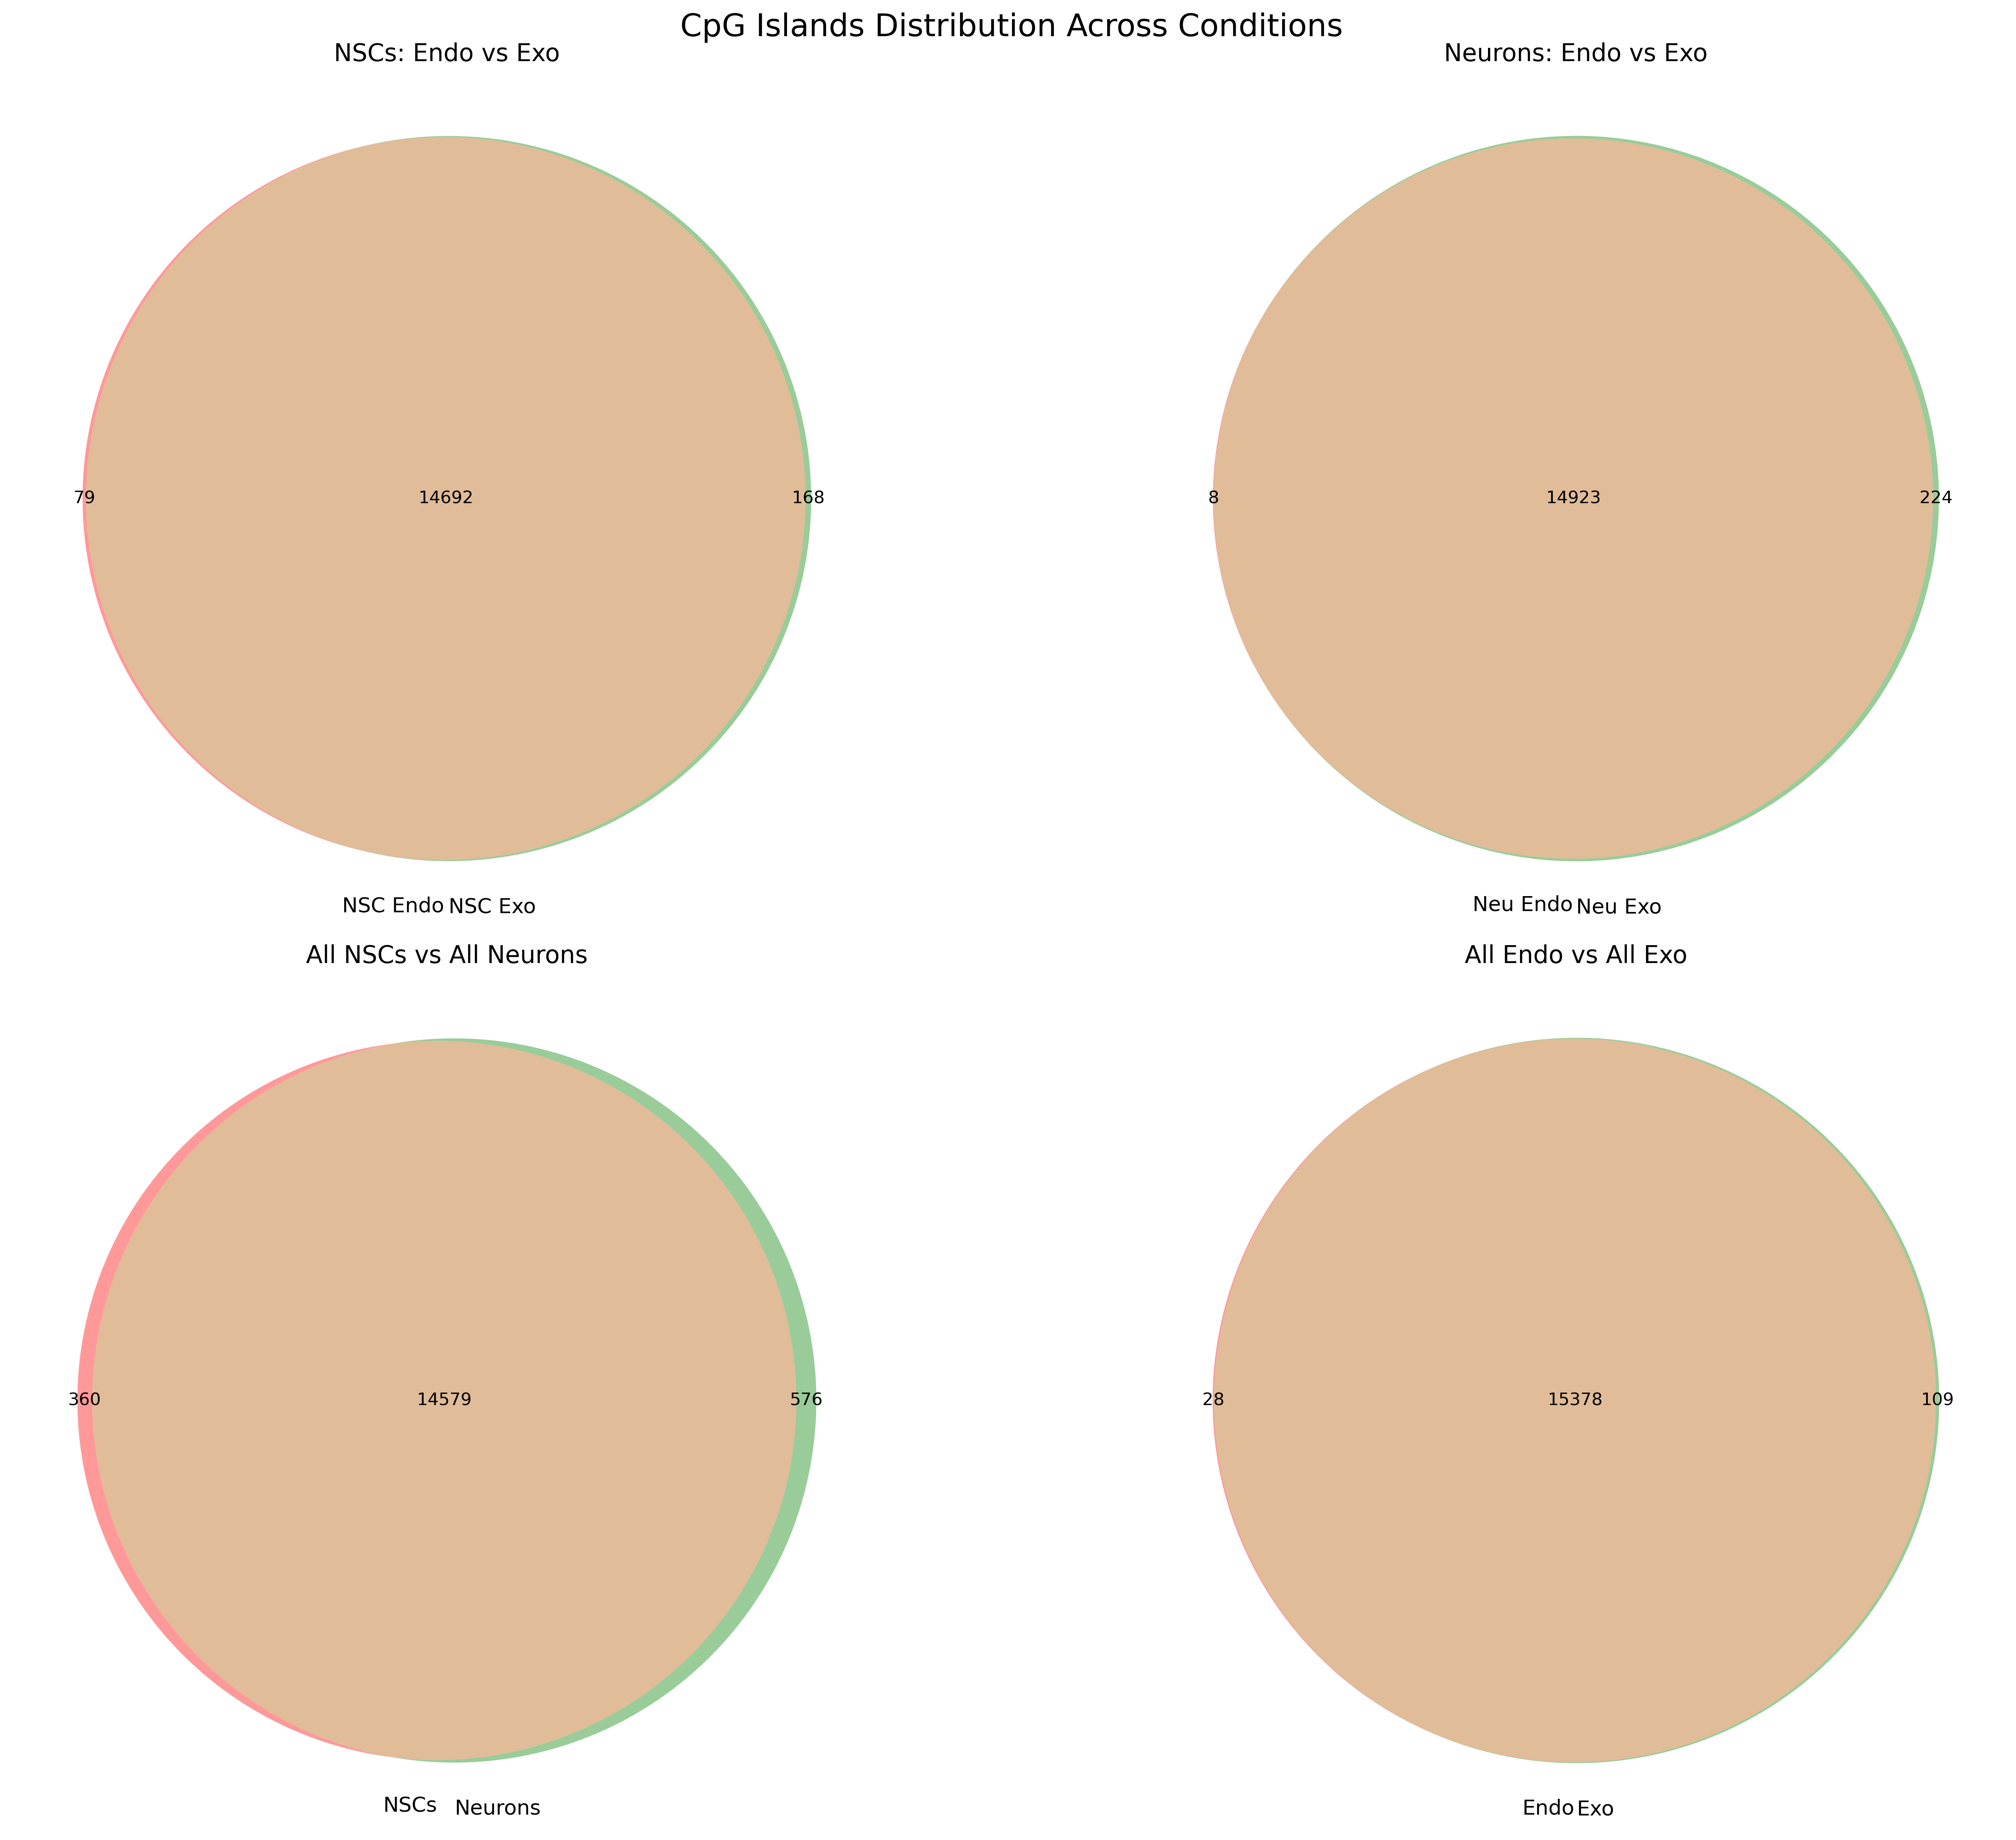 CpG Islands Distribution Across Conditions
NSCs: Endo vs Exo
79
14692
168
NSC Endo
NSC Exo
Neurons: Endo vs Exo
8
14923
224
Neu Endo
Neu Exo
All NSCs vs All Neurons
360
14579
576
NSCs
Neurons
All Endo vs All Exo
28
15378
109
Endo
Exo